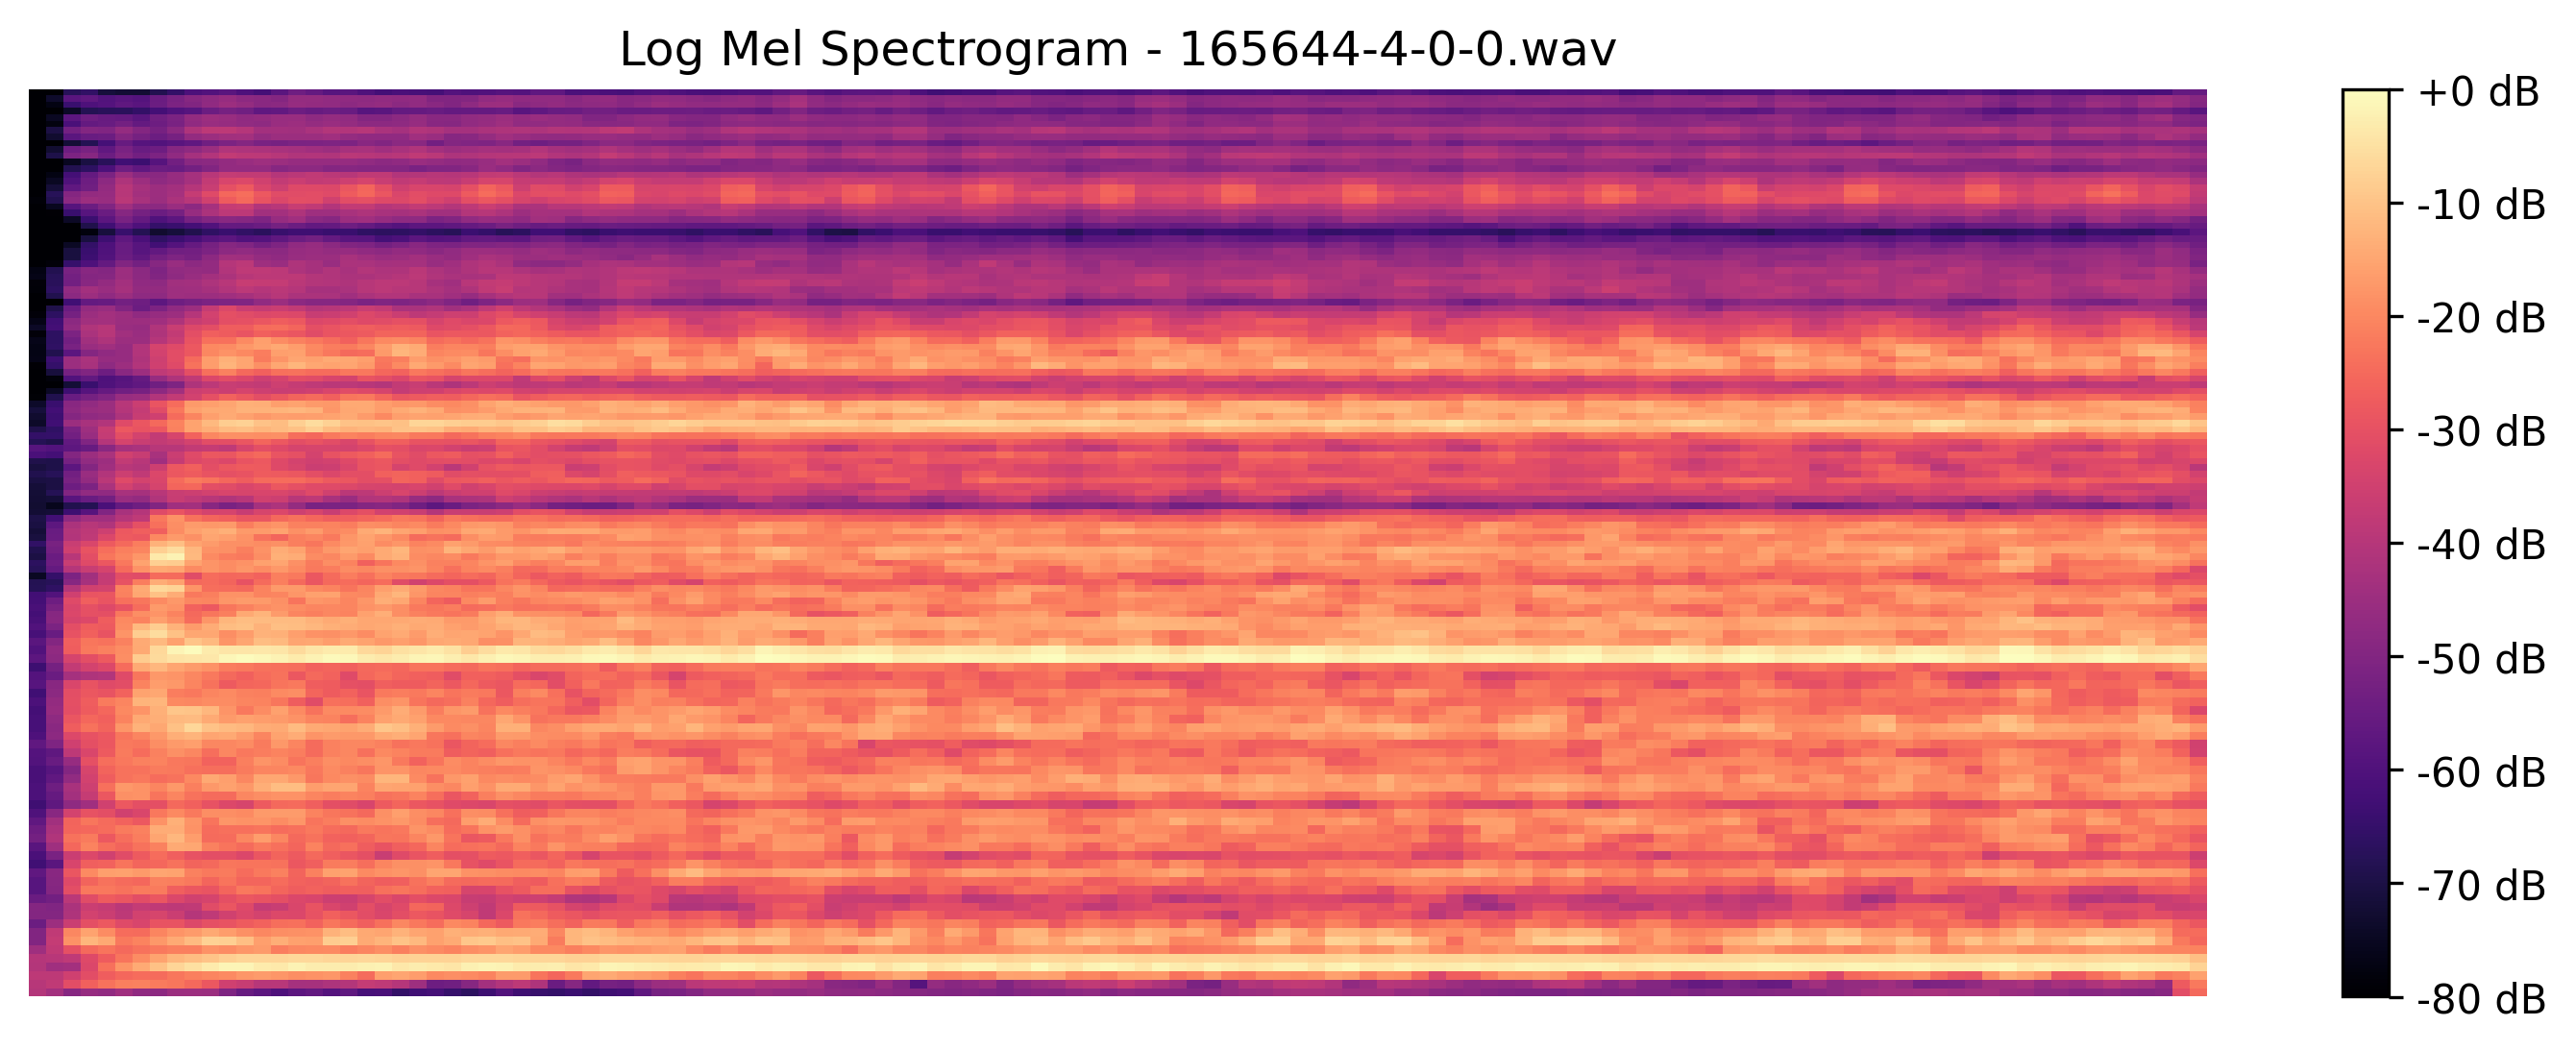 Log Mel Spectrogram - 165644-4-0-0.wav
+0 dB
-10 dB
-20 dB
-30 dB
-40 dB
-50 dB
-60 dB
-70 dB
-80 dB